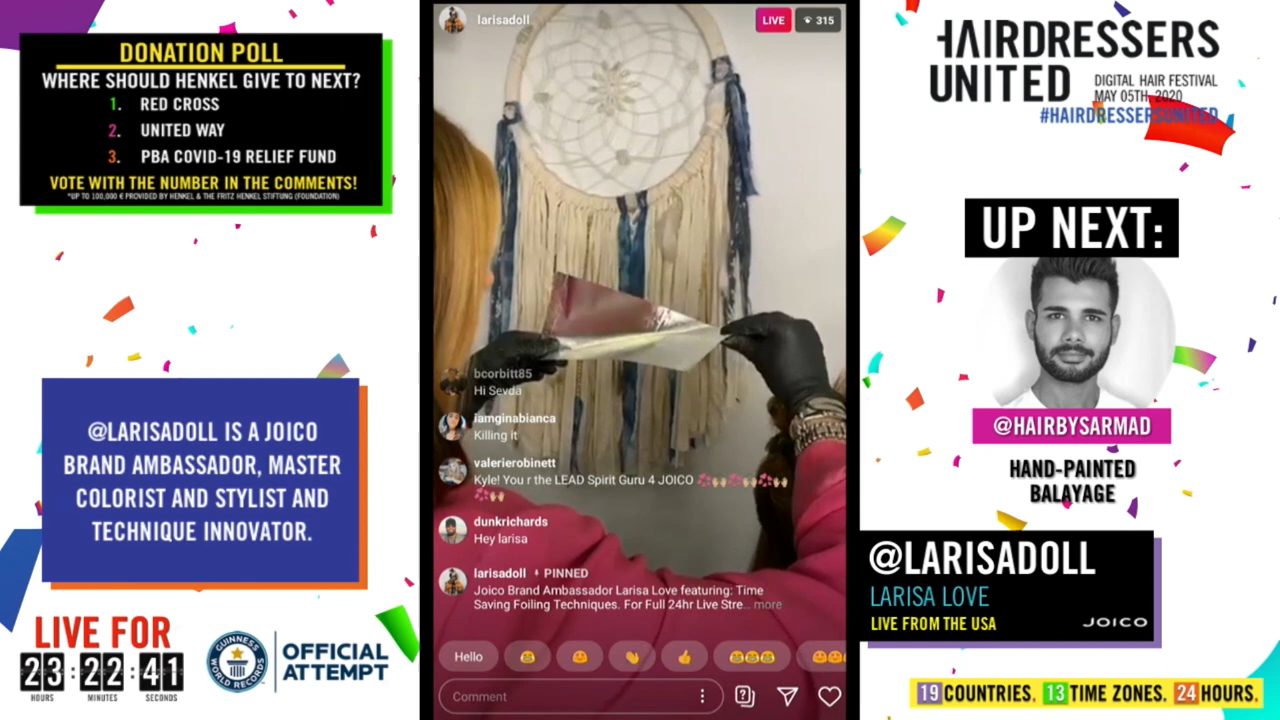 DONATION POLL
WHERE SHOULD HENKEL GIVE TO NEXT?
1. RED CROSS
2. UNITED WAY
3. PBA COVID-19 RELIEF FUND
VOTE WITH THE NUMBER IN THE COMMENTS!
*UP TO 100,000 € PROVIDED BY HENKEL & THE FRITZ HENKEL STIFTUNG (FOUNDATION)
@LARISADOLL IS A JOICO
BRAND AMBASSADOR, MASTER
COLORIST AND STYLIST AND
TECHNIQUE INNOVATOR.
LIVE FOR
23:22:41
HOURS MINUTES SECONDS
GUINNESS
WORLD RECORDS
OFFICIAL
ATTEMPT
larisadoll
LIVE
315
bcorbitt85
Hi Sevda
iamginabianca
Killing it
valerierobinett
Kyle! You r the LEAD Spirit Guru 4 JOICO 💞🙌🏼💞🙌🏼💞🙌🏼
💞🙌🏼
dunkrichards
Hey larisa
larisadoll PINNED
Joico Brand Ambassador Larisa Love featuring: Time
Saving Foiling Techniques. For Full 24hr Live Stre... more
Hello
Comment
HAIRDRESSERS
UNITED
DIGITAL HAIR FESTIVAL
MAY 05TH, 2020
#HAIRDRESSERSUNITED
UP NEXT:
@HAIRBYSARMAD
HAND-PAINTED
BALAYAGE
@LARISADOLL
LARISA LOVE
LIVE FROM THE USA
JOICO
19 COUNTRIES. 13 TIME ZONES. 24 HOURS.